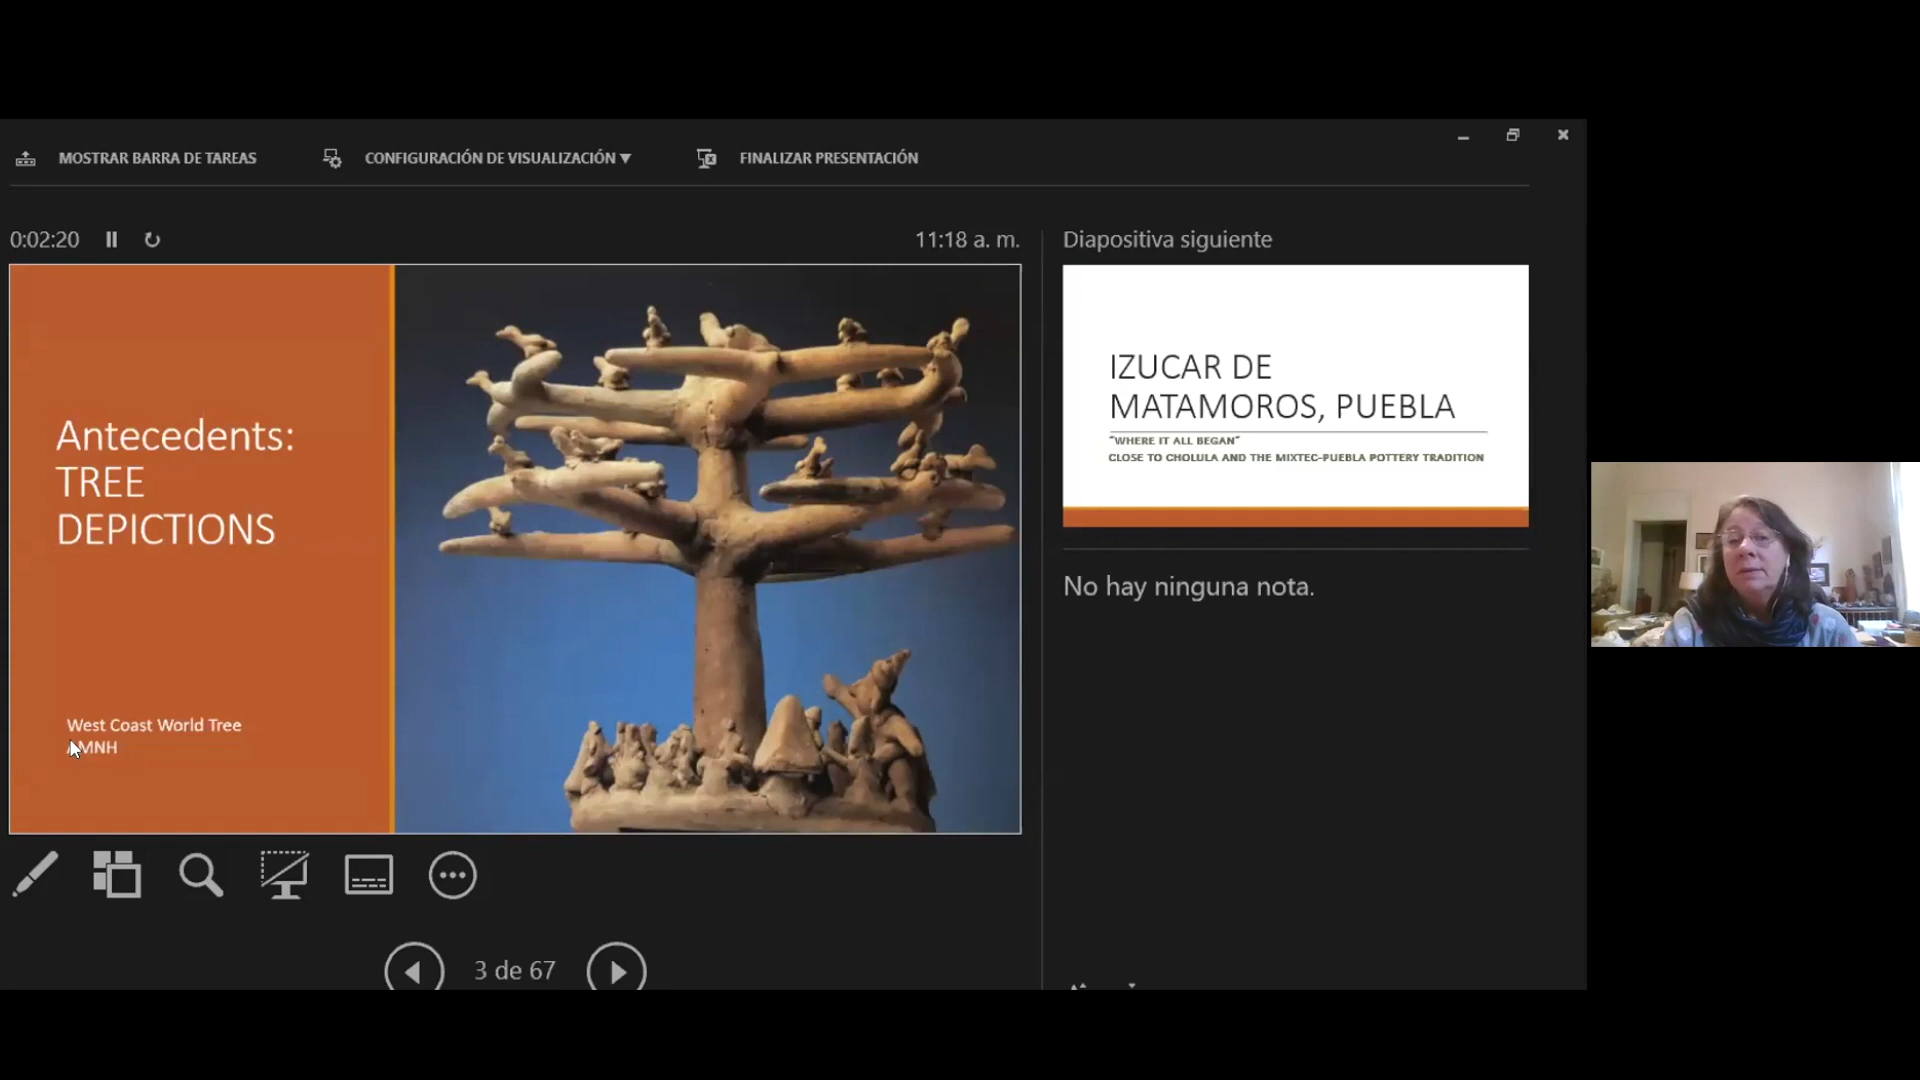 MOSTRAR BARRA DE TAREAS
CONFIGURACIÓN DE VISUALIZACIÓN ▼
FINALIZAR PRESENTACIÓN
0:02:20
11:18 a. m.
Antecedents:
TREE
DEPICTIONS
West Coast World Tree
AMNH
Diapositiva siguiente
IZUCAR DE
MATAMOROS, PUEBLA
"WHERE IT ALL BEGAN"
CLOSE TO CHOLULA AND THE MIXTEC-PUEBLA POTTERY TRADITION
No hay ninguna nota.
3 de 67